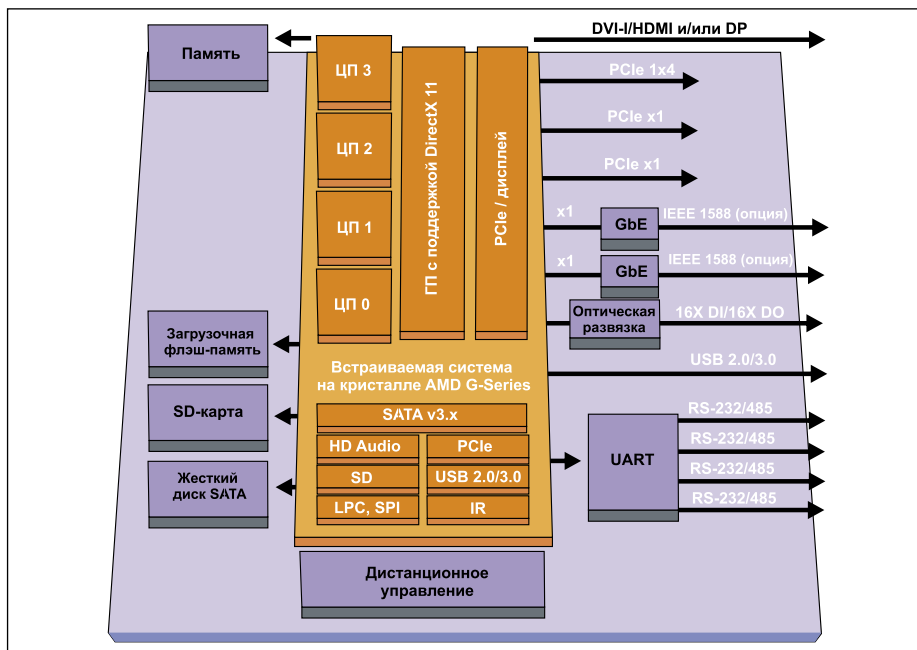 DVI-I/HDMI и/или DP
Память
ЦП 3
ЦП 2
ЦП 1
ЦП 0
ГП с поддержкой DirectX 11
PCIe / дисплей
PCIe 1x4
PCIe x1
PCIe x1
x1
GbE
IEEE 1588 (опция)
x1
GbE
IEEE 1588 (опция)
Оптическая
развязка
16X DI/16X DO
USB 2.0/3.0
Загрузочная
флэш-память
SD-карта
Жесткий
диск SATA
Встраиваемая система
на кристалле AMD G-Series
SATA v3.x
HD Audio
PCIe
SD
USB 2.0/3.0
LPC, SPI
IR
UART
RS-232/485
RS-232/485
RS-232/485
RS-232/485
Дистанционное
управление